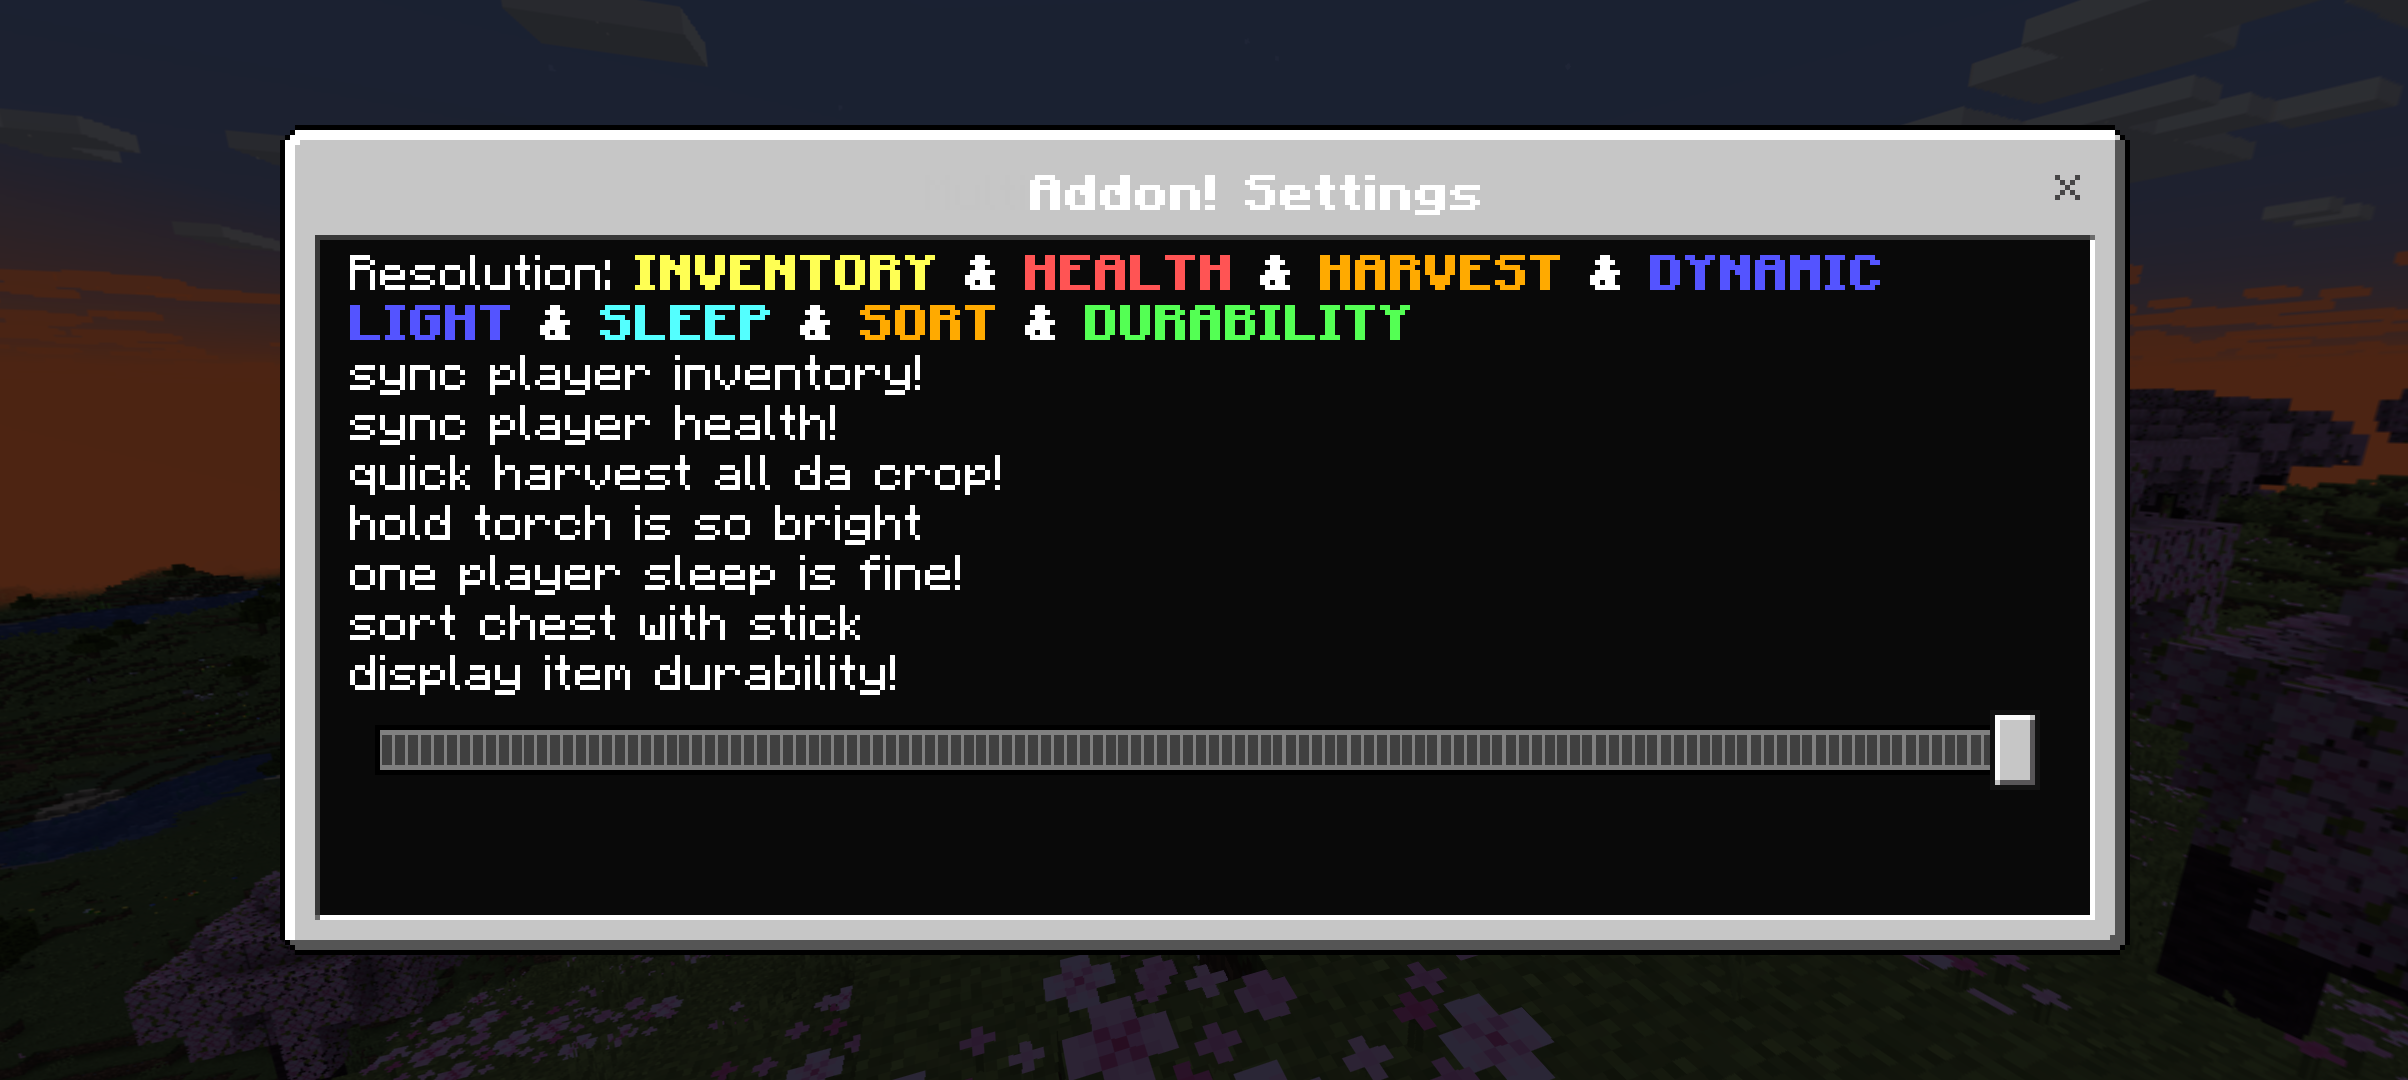 Addon! Settings
Resolution: INVENTORY & HEALTH & HARVEST & DYNAMIC
LIGHT & SLEEP & SORT & DURABILITY
sync player inventory!
sync player health!
quick harvest all da crop!
hold torch is so bright
one player sleep is fine!
sort chest with stick
display item durability!